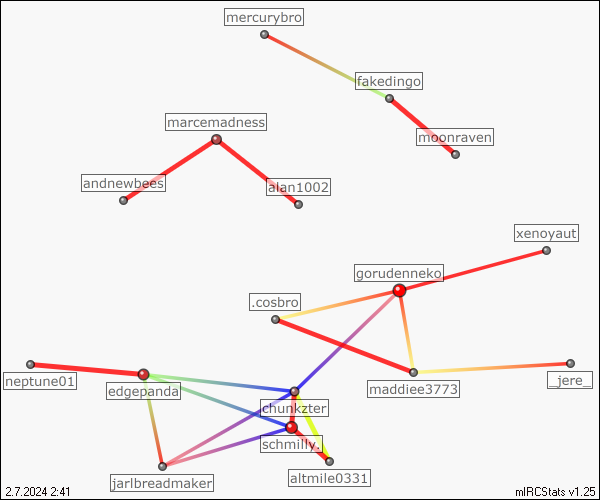 mercurybro
fakedingo
marcemadness
moonraven
andnewbees
alan1002
xenoyaut
gorudenneko
.cosbro
neptune01
edgepanda
maddiee3773
_jere_
chunkzter
schmilly.
jarlbreadmaker
altmile0331
2.7.2024 2:41
mIRCStats v1.25